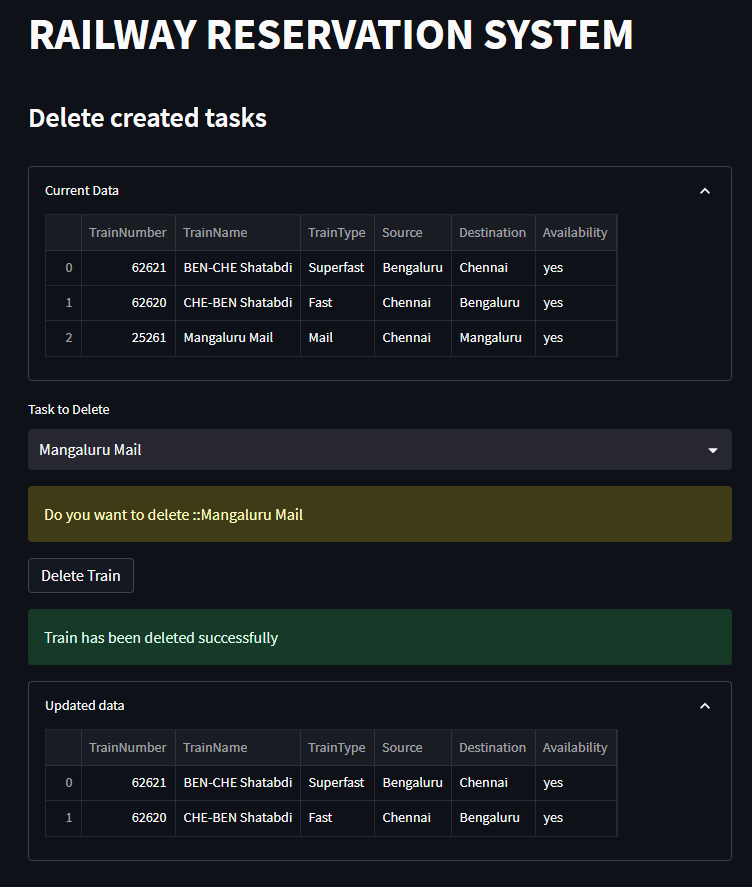 RAILWAY RESERVATION SYSTEM
Delete created tasks
Current Data
TrainNumber TrainName TrainType Source Destination Availability
0 62621 BEN-CHE Shatabdi Superfast Bengaluru Chennai yes
1 62620 CHE-BEN Shatabdi Fast Chennai Bengaluru yes
2 25261 Mangaluru Mail Mail Chennai Mangaluru yes
Task to Delete
Mangaluru Mail
Do you want to delete ::Mangaluru Mail
Delete Train
Train has been deleted successfully
Updated data
TrainNumber TrainName TrainType Source Destination Availability
0 62621 BEN-CHE Shatabdi Superfast Bengaluru Chennai yes
1 62620 CHE-BEN Shatabdi Fast Chennai Bengaluru yes